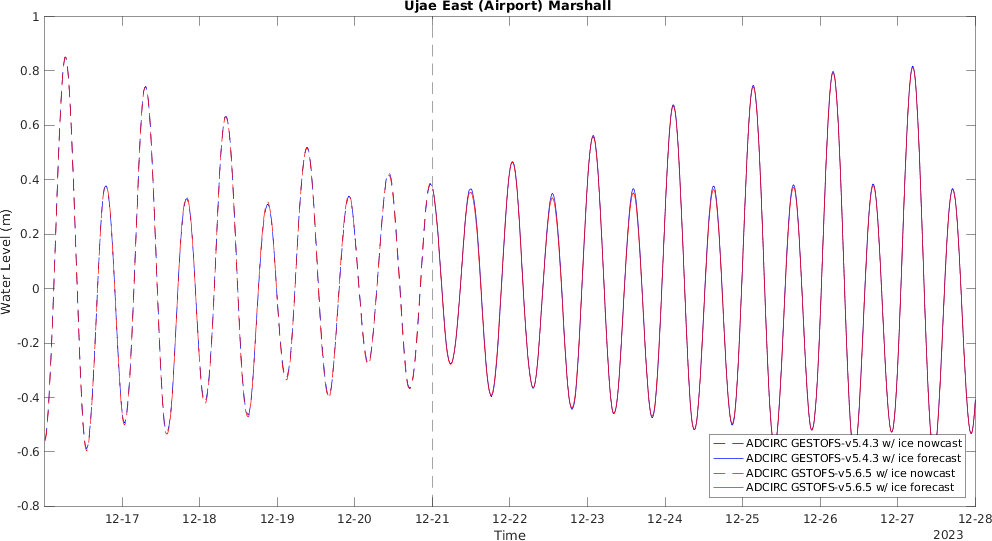 Ujae East (Airport) Marshall
1
0.8
0.6
0.4
0.2
0
-0.2
-0.4
-0.6
-0.8
Water Level (m)
ADCIRC GESTOFS-v5.4.3 w/ ice nowcast
ADCIRC GESTOFS-v5.4.3 w/ ice forecast
ADCIRC GSTOFS-v5.6.5 w/ ice nowcast
ADCIRC GSTOFS-v5.6.5 w/ ice forecast
12-17 12-18 12-19 12-20 12-21 12-22 12-23 12-24 12-25 12-26 12-27 12-28
Time
2023